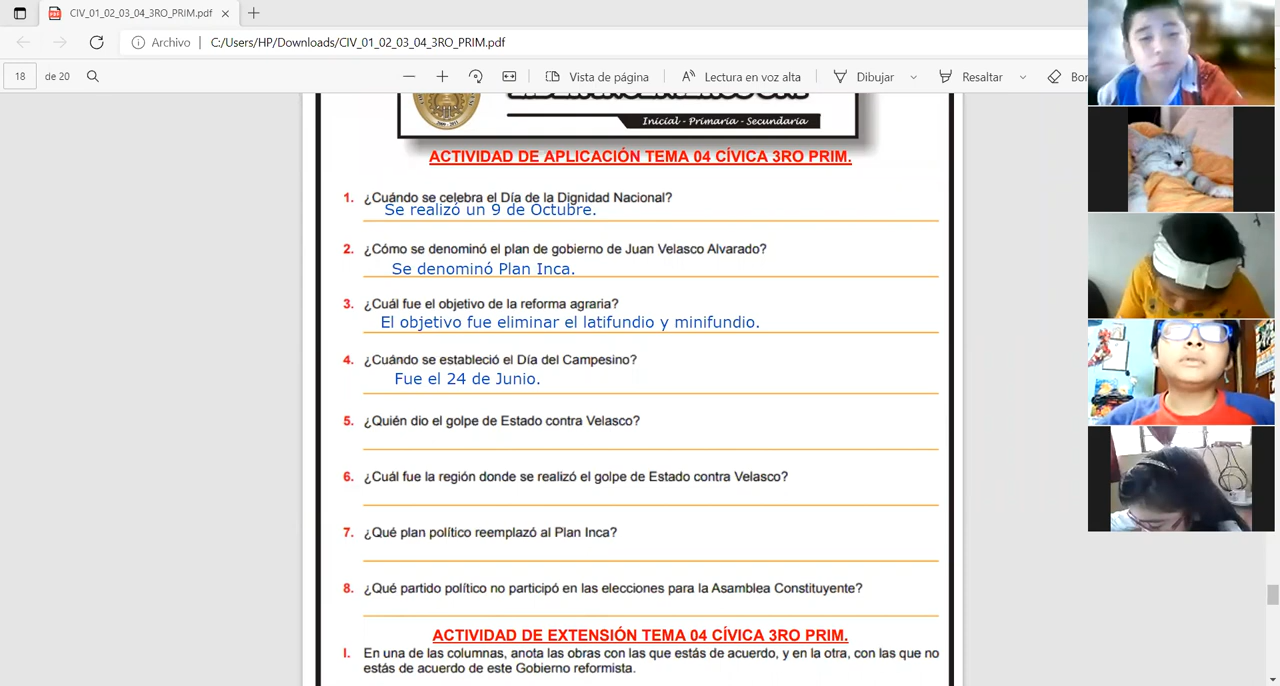 CIV_01_02_03_04_3RO_PRIM.pdf
Archivo C:/Users/HP/Downloads/CIV_01_02_03_04_3RO_PRIM.pdf
18 de 20 Vista de página Lectura en voz alta Dibujar Resaltar
Inicial - Primaria - Secundaria
ACTIVIDAD DE APLICACIÓN TEMA 04 CÍVICA 3RO PRIM.
1. ¿Cuándo se celebra el Día de la Dignidad Nacional?
Se realizó un 9 de Octubre.
2. ¿Cómo se denominó el plan de gobierno de Juan Velasco Alvarado?
Se denominó Plan Inca.
3. ¿Cuál fue el objetivo de la reforma agraria?
El objetivo fue eliminar el latifundio y minifundio.
4. ¿Cuándo se estableció el Día del Campesino?
Fue el 24 de Junio.
5. ¿Quién dio el golpe de Estado contra Velasco?
6. ¿Cuál fue la región donde se realizó el golpe de Estado contra Velasco?
7. ¿Qué plan político reemplazó al Plan Inca?
8. ¿Qué partido político no participó en las elecciones para la Asamblea Constituyente?
ACTIVIDAD DE EXTENSIÓN TEMA 04 CÍVICA 3RO PRIM.
I. En una de las columnas, anota las obras con las que estás de acuerdo, y en la otra, con las que no
estás de acuerdo de este Gobierno reformista.